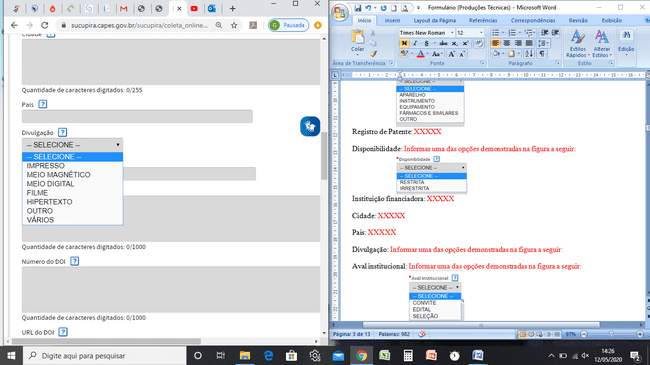 sucupira.capes.gov.br/sucupira/coleta_online...
Pausada
Cidade
Quantidade de caracteres digitados: 0/255
País ?
Divulgação ?
-- SELECIONE --
-- SELECIONE --
IMPRESSO
MEIO MAGNÉTICO
MEIO DIGITAL
FILME
HIPERTEXTO
OUTRO
VÁRIOS
Quantidade de caracteres digitados: 0/1000
Número do DOI ?
Quantidade de caracteres digitados: 0/1000
URL do DOI ?
Formulário (Produções Técnicas) - Microsoft Word
Início Inserir Layout da Página Referências Correspondências Revisão Exibição
Colar
Times New Roman 12
Estilos Rápidos
Alterar Estilos
Edição
Área de Transferência Fonte Parágrafo Estilo
-- SELECIONE --
-- SELECIONE --
APARELHO
INSTRUMENTO
EQUIPAMENTO
FÁRMACOS E SIMILARES
OUTRO
Registro de Patente: XXXXX
Disponibilidade: Informar uma das opções demonstradas na figura a seguir:
*Disponibilidade ?
-- SELECIONE --
-- SELECIONE --
RESTRITA
IRRESTRITA
Instituição financiadora: XXXXX
Cidade: XXXXX
País: XXXXX
Divulgação: Informar uma das opções demonstradas na figura a seguir:
Aval institucional: Informar uma das opções demonstradas na figura a seguir:
*Aval Institucional ?
-- SELECIONE --
-- SELECIONE --
CONVITE
EDITAL
SELEÇÃO
Página: 3 de 13 Palavras: 982 97%
Digite aqui para pesquisar
14:26
12/05/2020